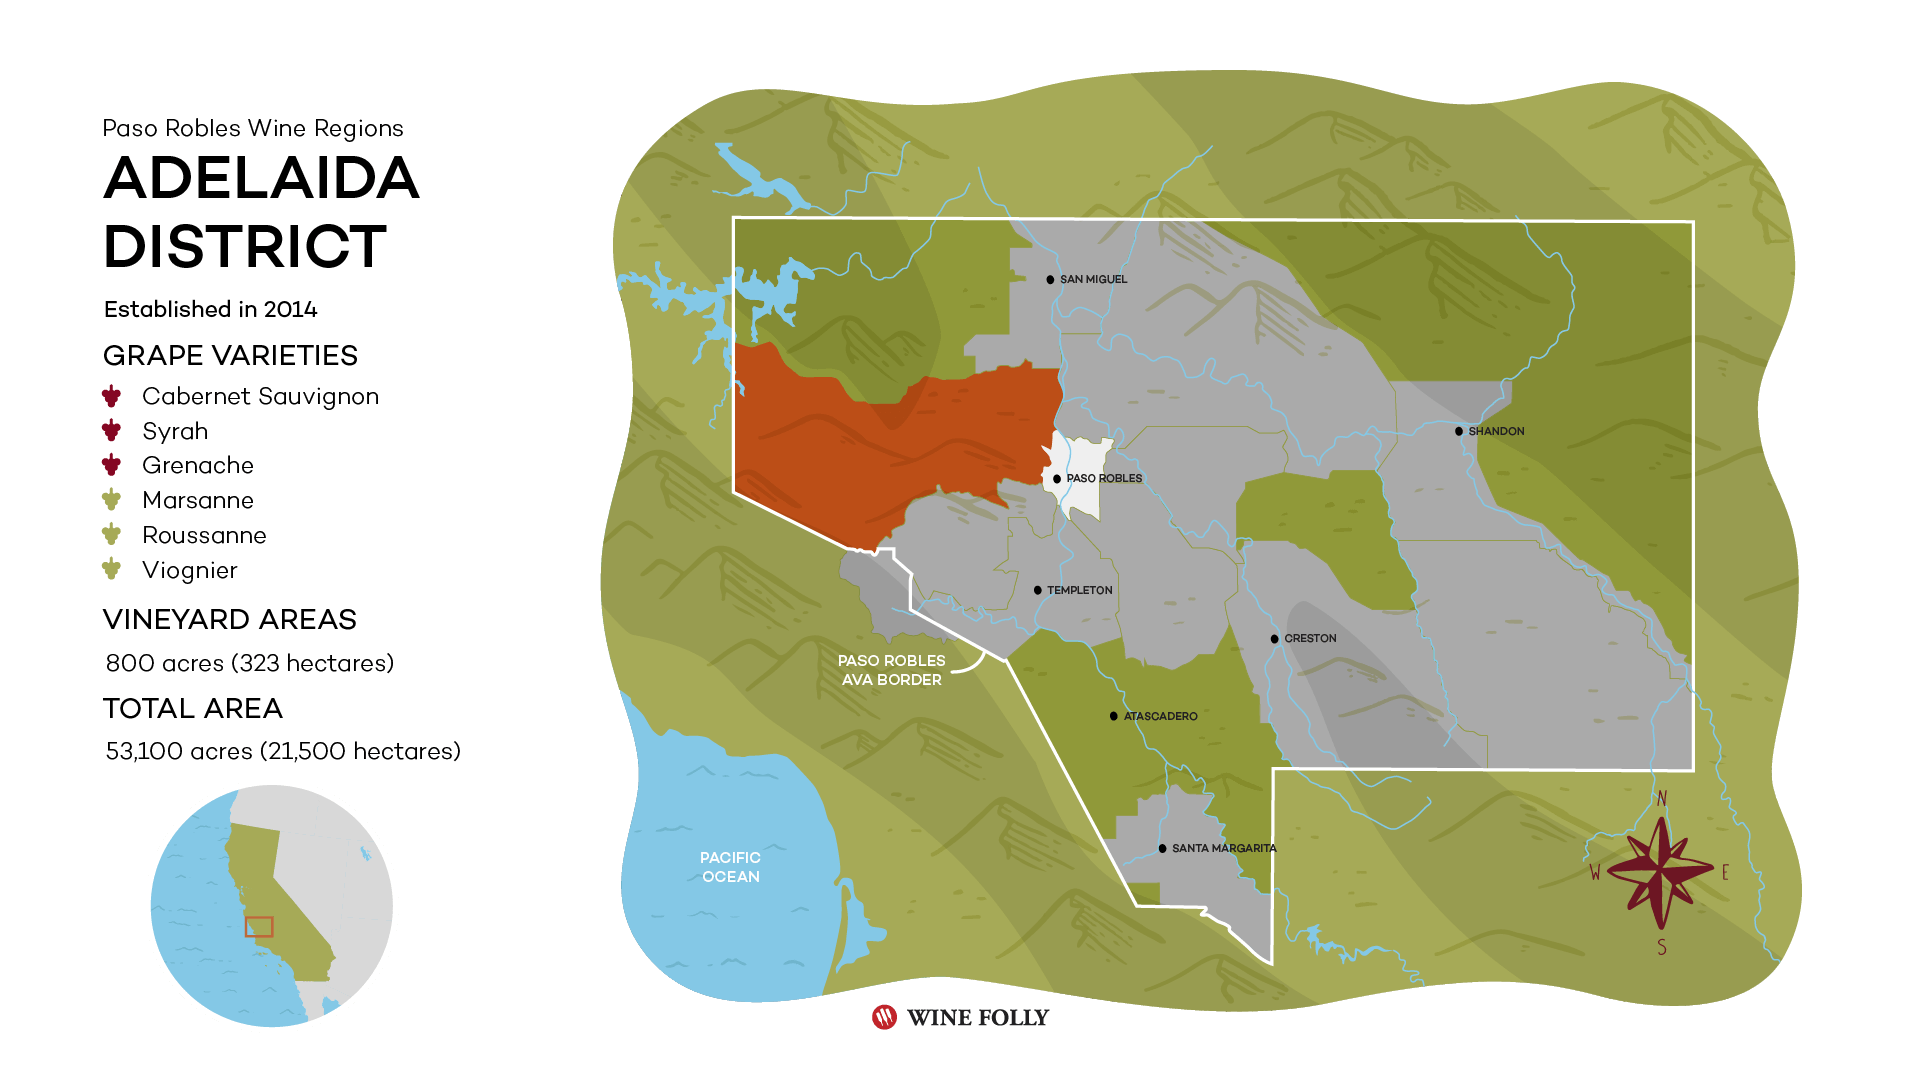 Paso Robles Wine Regions
ADELAIDA
DISTRICT
Established in 2014
GRAPE VARIETIES
Cabernet Sauvignon
Syrah
Grenache
Marsanne
Roussanne
Viognier
VINEYARD AREAS
800 acres (323 hectares)
TOTAL AREA
53,100 acres (21,500 hectares)
SAN MIGUEL
SHANDON
PASO ROBLES
TEMPLETON
CRESTON
PASO ROBLES
AVA BORDER
ATASCADERO
SANTA MARGARITA
PACIFIC
OCEAN
N
W
E
S
WINE FOLLY